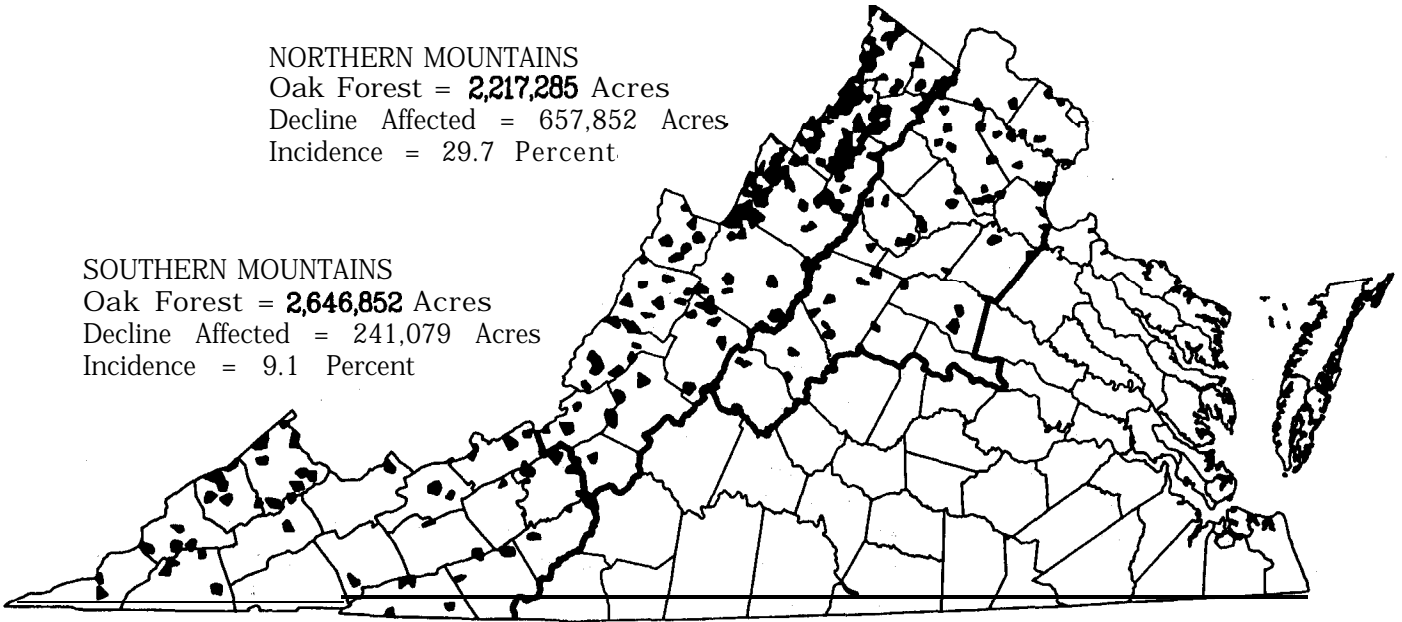 NORTHERN MOUNTAINS
Oak Forest = 2,217,285 Acres
Decline Affected = 657,852 Acres
Incidence = 29.7 Percent
SOUTHERN MOUNTAINS
Oak Forest = 2,646,852 Acres
Decline Affected = 241,079 Acres
Incidence = 9.1 Percent